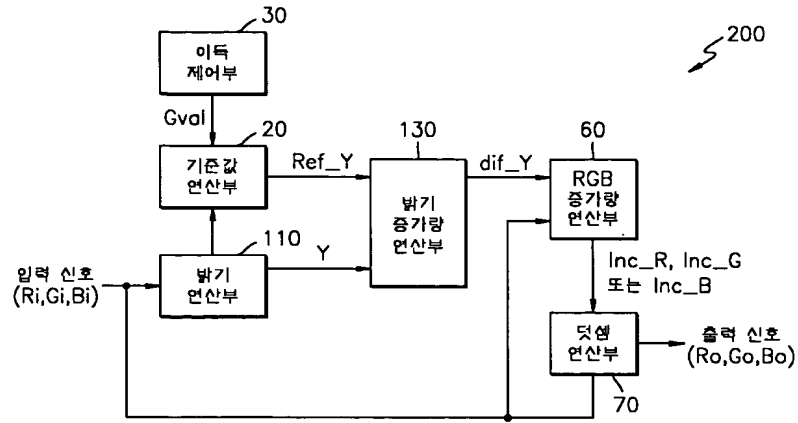 200
30
이득
제어부
Gval
20
기준값
연산부
Ref_Y
130
밝기
증가량
연산부
dif_Y
60
RGB
증가량
연산부
110
밝기
연산부
Y
입력 신호
(Ri,Gi,Bi)
Inc_R, Inc_G
또는 Inc_B
덧셈
연산부
70
출력 신호
(Ro,Go,Bo)